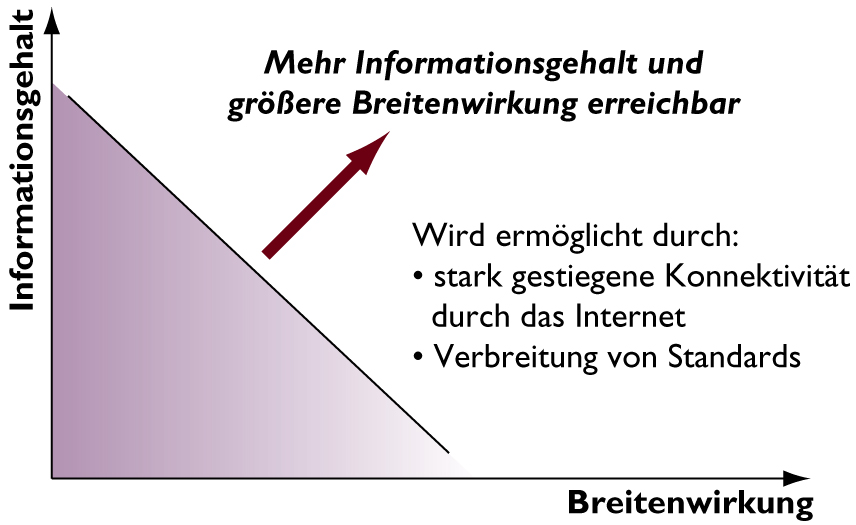 Informationsgehalt
Mehr Informationsgehalt und
größere Breitenwirkung erreichbar
Wird ermöglicht durch:
• stark gestiegene Konnektivität
durch das Internet
• Verbreitung von Standards
Breitenwirkung